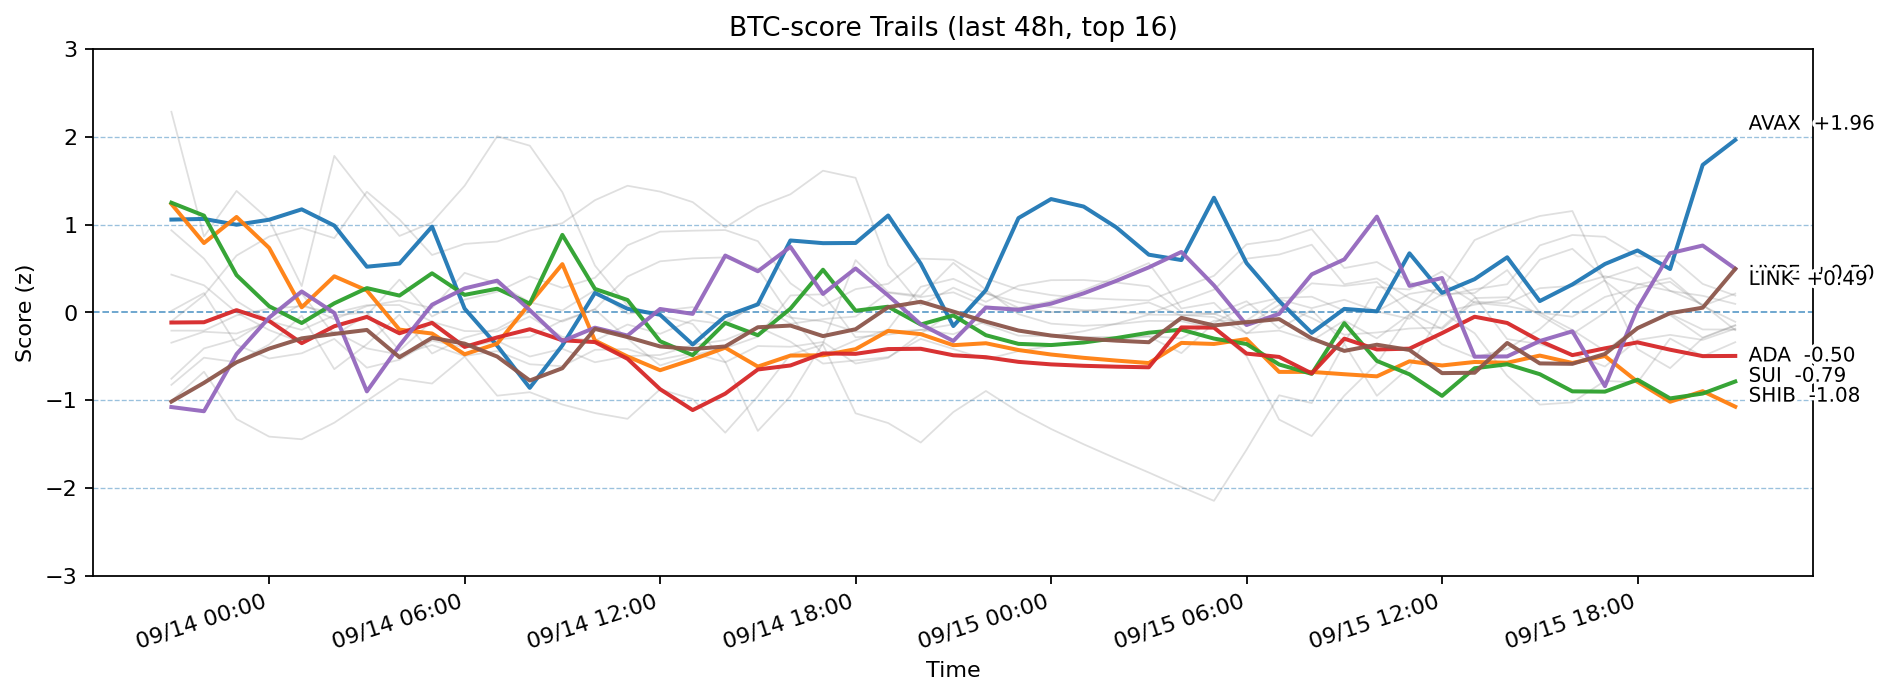 BTC-score Trails (last 48h, top 16)
Score (z)
3
2
1
0
−1
−2
−3
AVAX +1.96
LINK +0.49
ADA -0.50
SUI -0.79
SHIB -1.08
09/14 00:00
09/14 06:00
09/14 12:00
09/14 18:00
09/15 00:00
09/15 06:00
09/15 12:00
09/15 18:00
Time